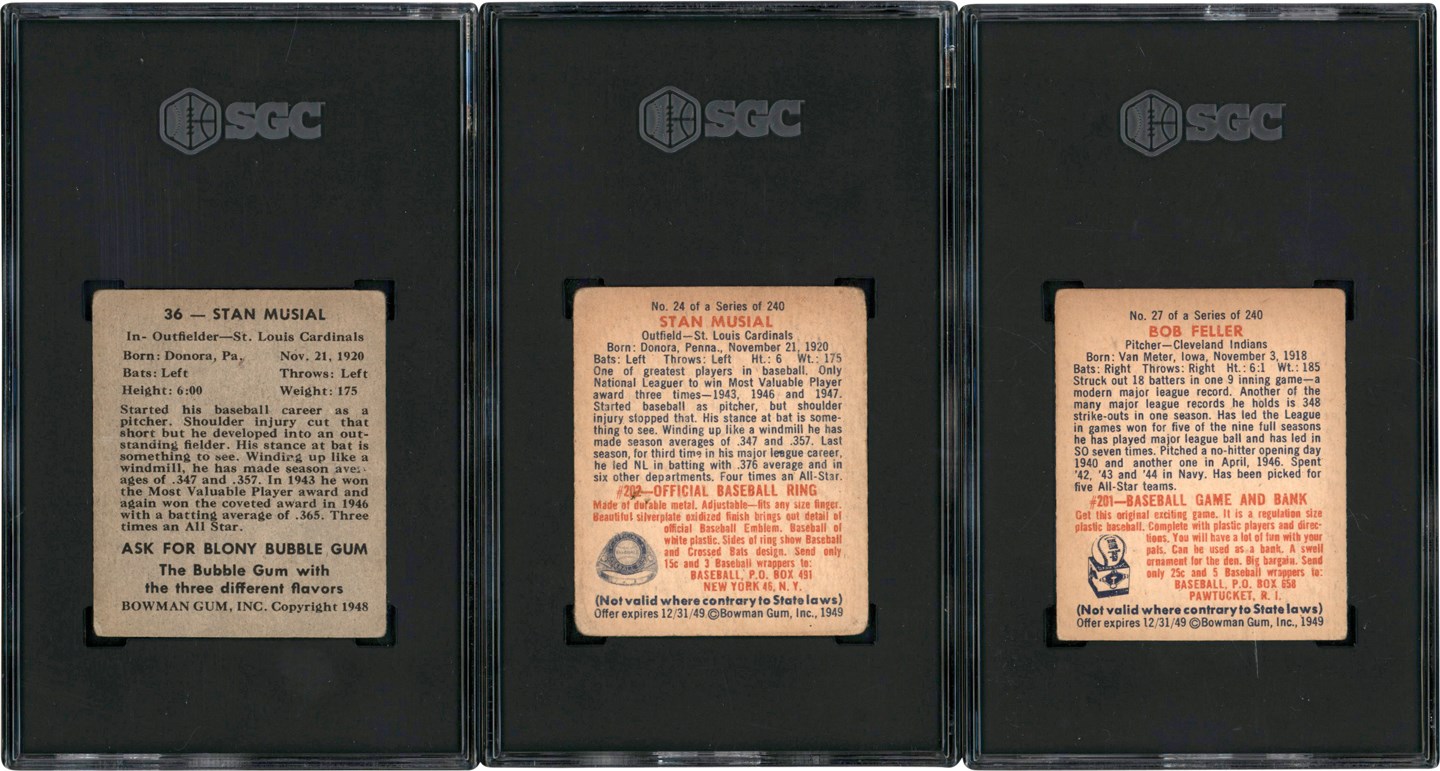 SGC
36 — STAN MUSIAL
In- Outfielder—St. Louis Cardinals
Born: Donora, Pa. Nov. 21, 1920
Bats: Left Throws: Left
Height: 6:00 Weight: 175
Started his baseball career as a
pitcher. Shoulder injury cut that
short but he developed into an out-
standing fielder. His stance at bat is
something to see. Winding up like a
windmill, he has made season aver-
ages of .347 and .357. In 1943 he won
the Most Valuable Player award and
again won the coveted award in 1946
with a batting average of .365. Three
times an All Star.
ASK FOR BLONY BUBBLE GUM
The Bubble Gum with
the three different flavors
BOWMAN GUM, INC. Copyright 1948
SGC
No. 24 of a Series of 240
STAN MUSIAL
Outfield—St. Louis Cardinals
Born: Donora, Penna., November 21, 1920
Bats: Left Throws: Left Ht.: 6 Wt.: 175
One of greatest players in baseball. Only
National Leaguer to win Most Valuable Player
award three times—1943, 1946 and 1947.
Started baseball as pitcher, but shoulder
injury stopped that. His stance at bat is some-
thing to see. Winding up like a windmill he has
made season averages of .347 and .357. Last
season, for third time in his major league career,
he led NL in batting with .376 average and in
six other departments. Four times an All-Star.
#202—OFFICIAL BASEBALL RING
Made of durable metal. Adjustable—fits any size finger.
Beautiful silverplate oxidized finish brings out detail of
official Baseball Emblem. Baseball of
white plastic. Sides of ring show Baseball
and Crossed Bats design. Send only
15c and 3 Baseball wrappers to:
BASEBALL, P.O. BOX 491
NEW YORK 46, N. Y.
(Not valid where contrary to State laws)
Offer expires 12/31/49 ©Bowman Gum, Inc., 1949
SGC
No. 27 of a Series of 240
BOB FELLER
Pitcher—Cleveland Indians
Born: Van Meter, Iowa, November 3, 1918
Bats: Right Throws: Right Ht.: 6:1 Wt.: 185
Struck out 18 batters in one 9 inning game—a
modern major league record. Another of the
many major league records he holds is 348
strike-outs in one season. Has led the League
in games won for five of the nine full seasons
he has played major league ball and has led in
SO seven times. Pitched a no-hitter opening day
1940 and another one in April, 1946. Spent
'42, '43 and '44 in Navy. Has been picked for
five All-Star teams.
#201—BASEBALL GAME AND BANK
Get this original exciting game. It is a regulation size
plastic baseball. Complete with plastic players and direc-
tions. You will have a lot of fun with your
pals. Can be used as a bank. A swell
ornament for the den. Big bargain. Send
only 25c and 5 Baseball wrappers to:
BASEBALL, P.O. BOX 658
PAWTUCKET, R. I.
(Not valid where contrary to State laws)
Offer expires 12/31/49 ©Bowman Gum, Inc., 1949